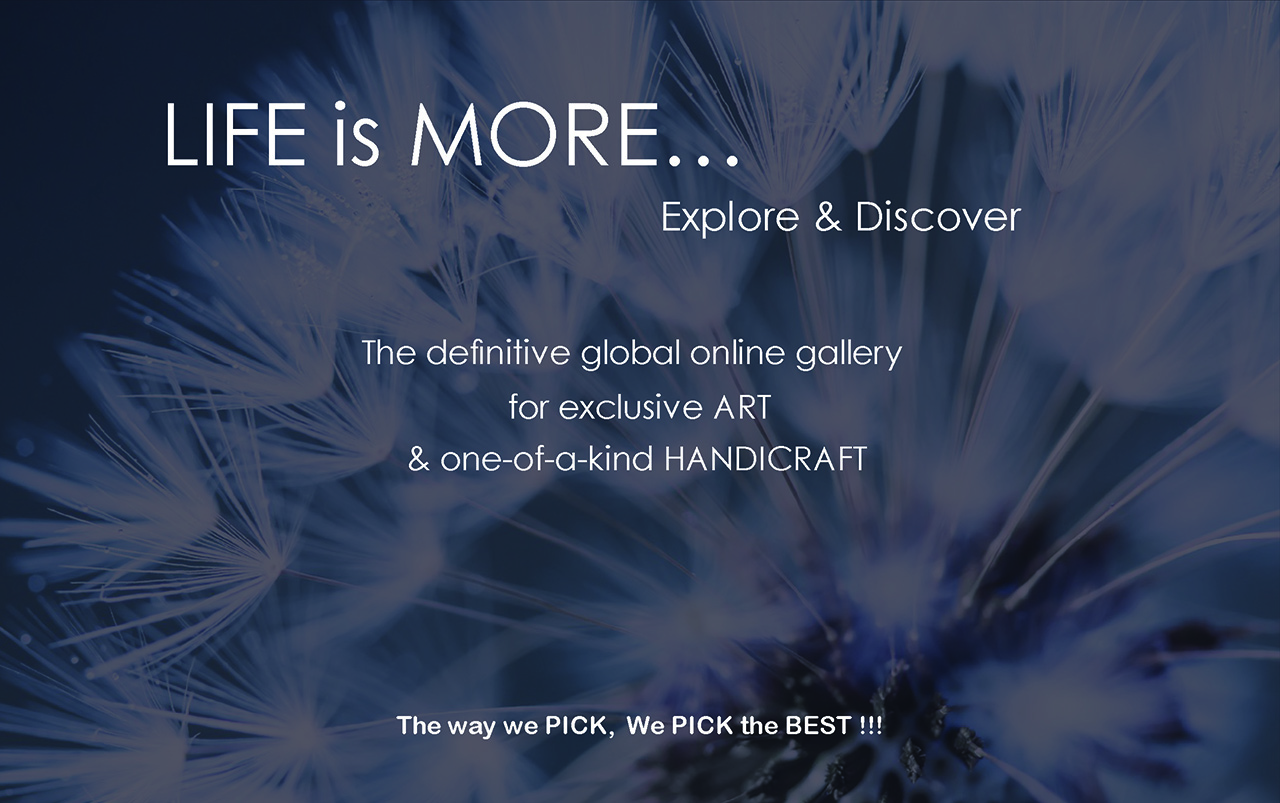 LIFE is MORE...
Explore & Discover
The definitive global online gallery
for exclusive ART
& one-of-a-kind HANDICRAFT
The way we PICK, We PICK the BEST !!!